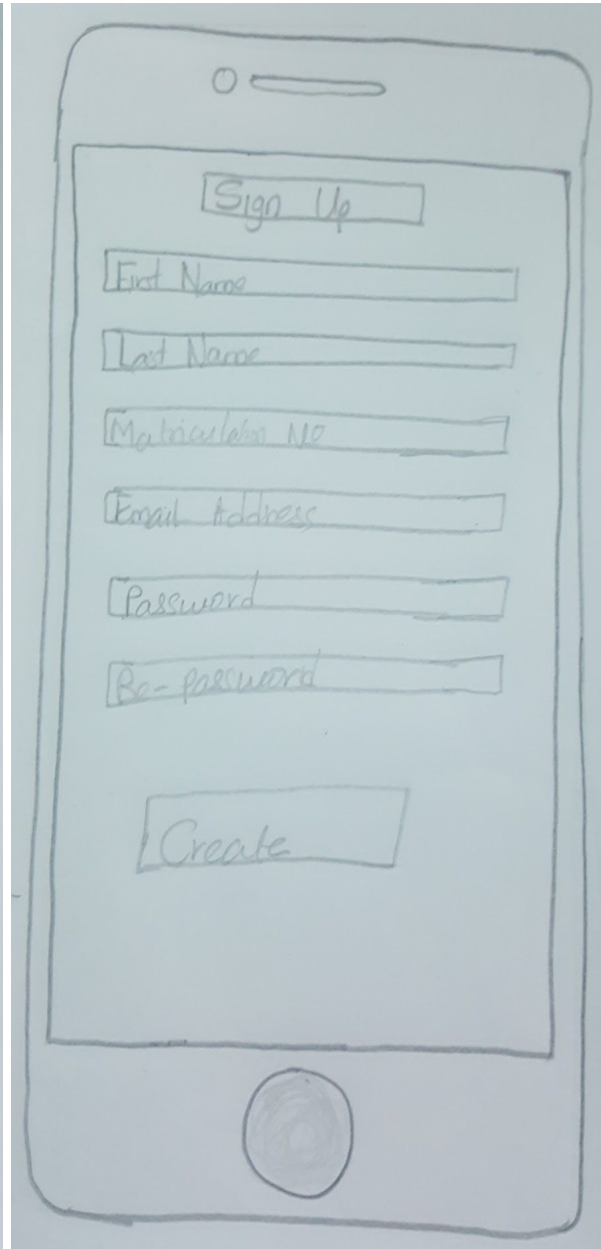 Sign Up
First Name
Last Name
Matriculation No
Email Address
Password
Re-password
Create